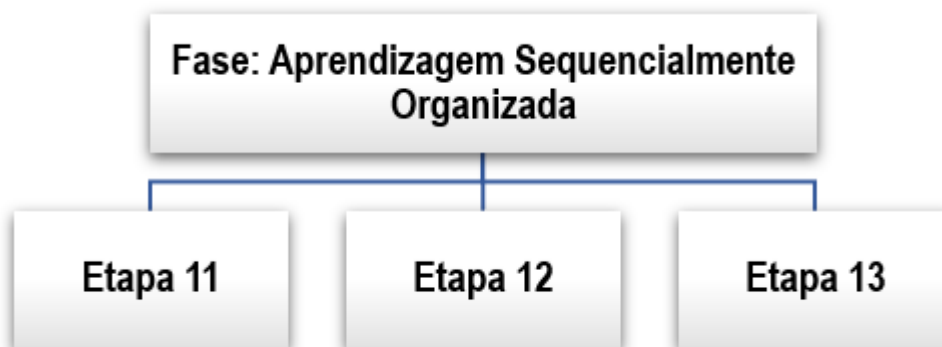 Fase: Aprendizagem Sequencialmente
Organizada
Etapa 11
Etapa 12
Etapa 13